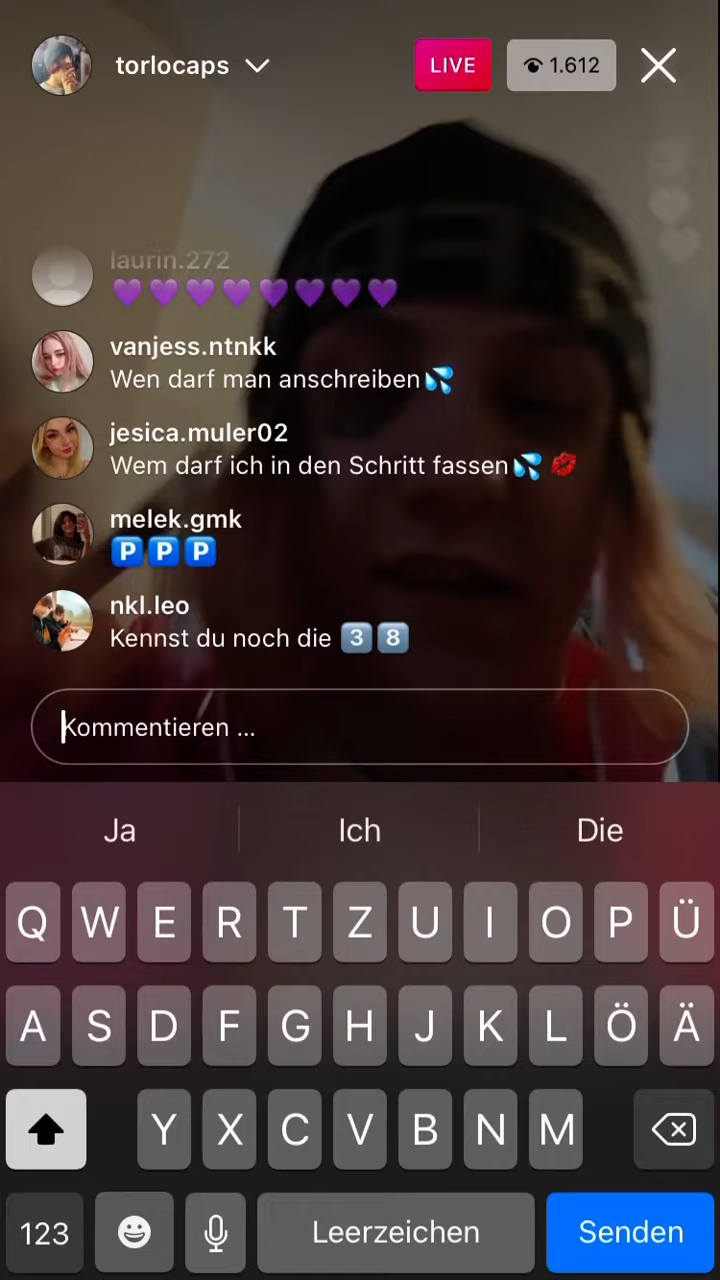 torlocaps
LIVE
1.612
laurin.272
💜💜💜💜💜💜💜💜
vanjess.ntnkk
Wen darf man anschreiben💦
jesica.muler02
Wem darf ich in den Schritt fassen💦 💋
melek.gmk
🅿️🅿️🅿️
nkl.leo
Kennst du noch die 3️⃣8️⃣
Kommentieren ...
Ja Ich Die
Q W E R T Z U I O P Ü
A S D F G H J K L Ö Ä
Y X C V B N M
123 Leerzeichen Senden